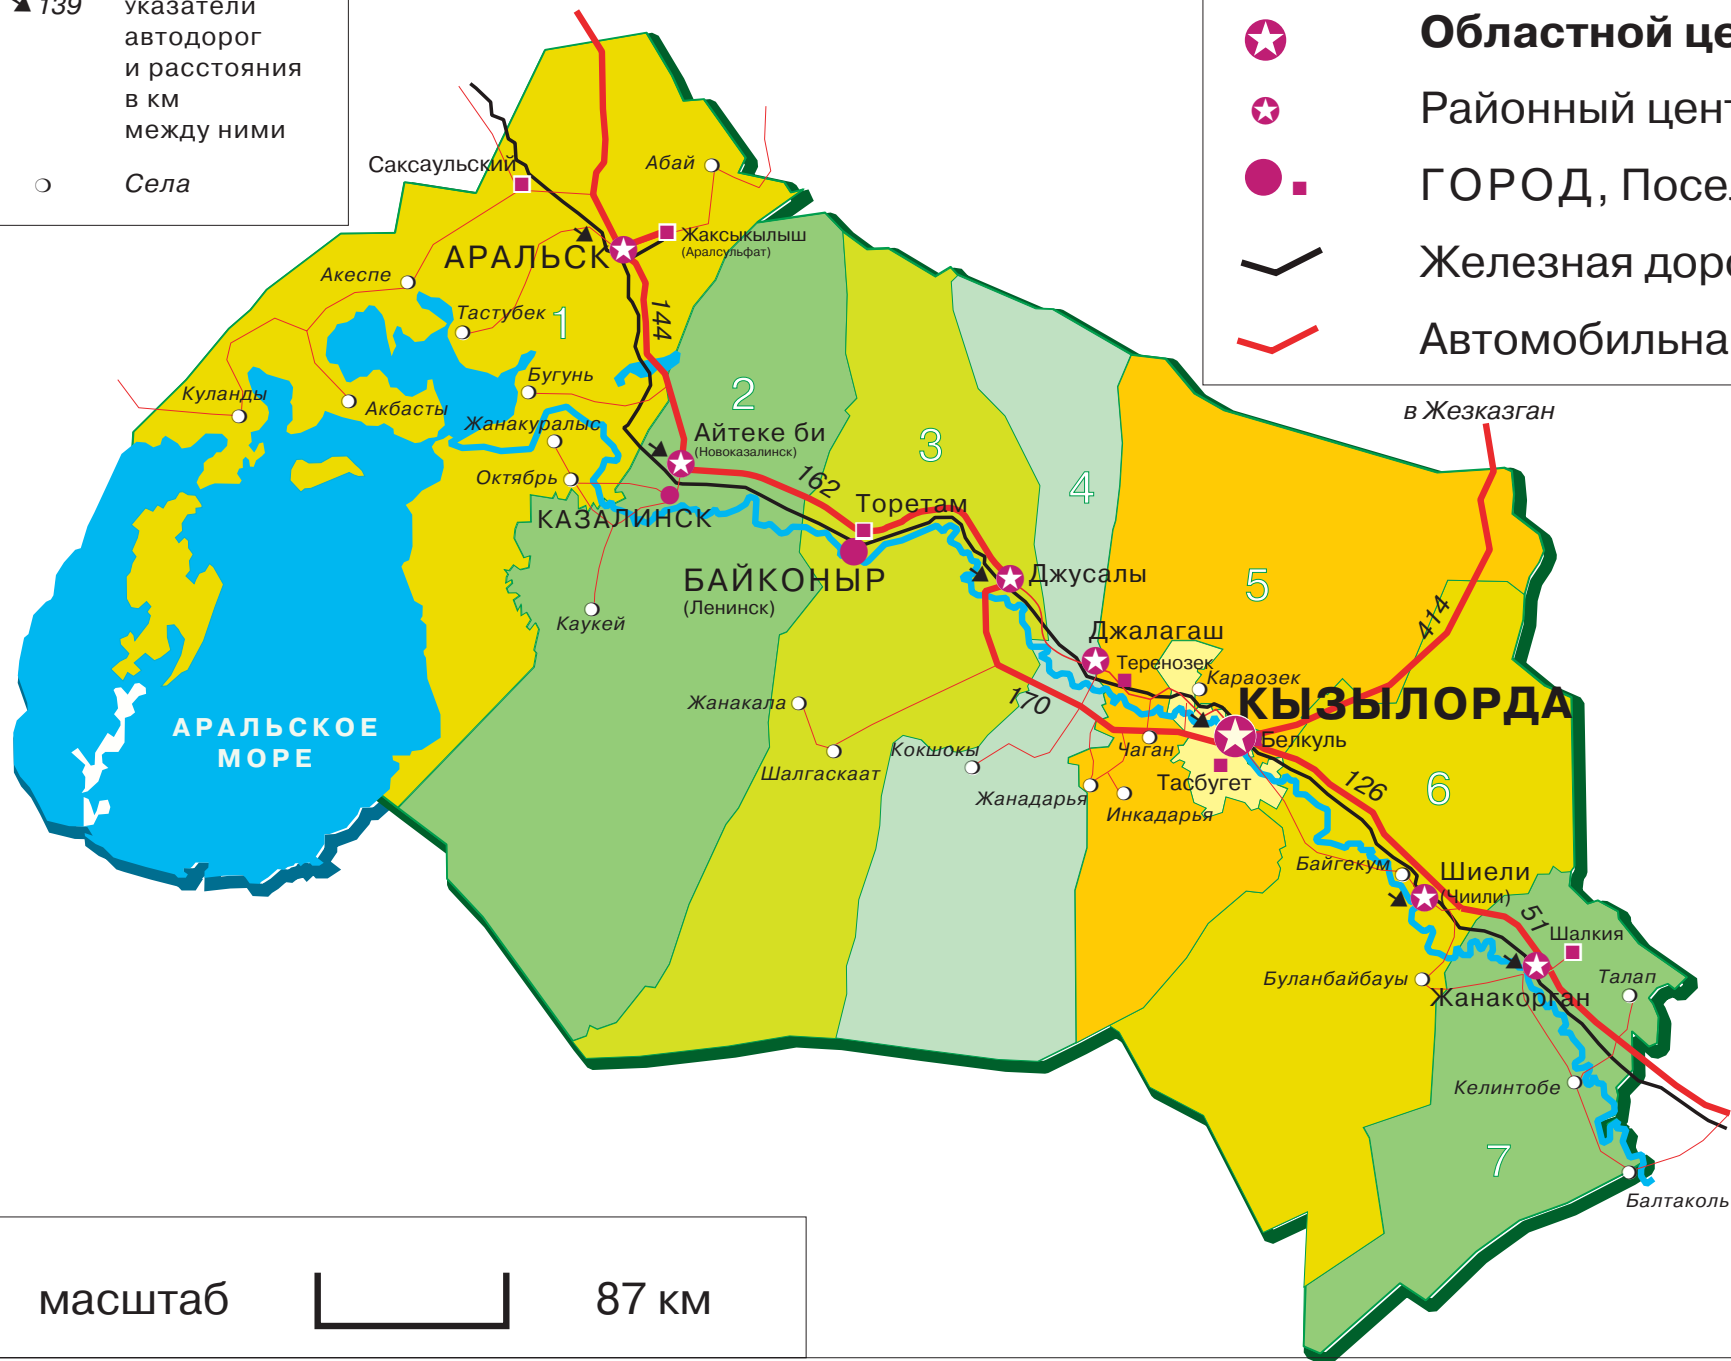 139
указатели
автодорог
и расстояния
в км
между ними
Села
Областной це
Районный цент
ГОРОД, Посел
Железная доро
Автомобильна
в Жезказган
Саксаульский
Абай
Жаксыкылыш
(Аралсульфат)
АРАЛЬСК
Акеспе
Тастубек
1
144
Бугунь
Куланды
Акбасты
Жанакуралыс
2
Айтеке би
(Новоказалинск)
3
Октябрь
162
4
Торетам
КАЗАЛИНСК
БАЙКОНЫР
(Ленинск)
Джусалы
5
Каукей
414
Джалагаш
Теренозек
Караозек
Жанакала
170
КЫЗЫЛОРДА
АРАЛЬСКОЕ
МОРЕ
Белкуль
Кокшокы
Чаган
Шалгаскаат
Тасбугет
126
6
Жанадарья
Инкадарья
Байгекум
Шиели
(Чиили)
51
Шалкия
Буланбайбауы
Талап
Жанакорган
Келинтобе
7
Балтаколь
масштаб
87 км